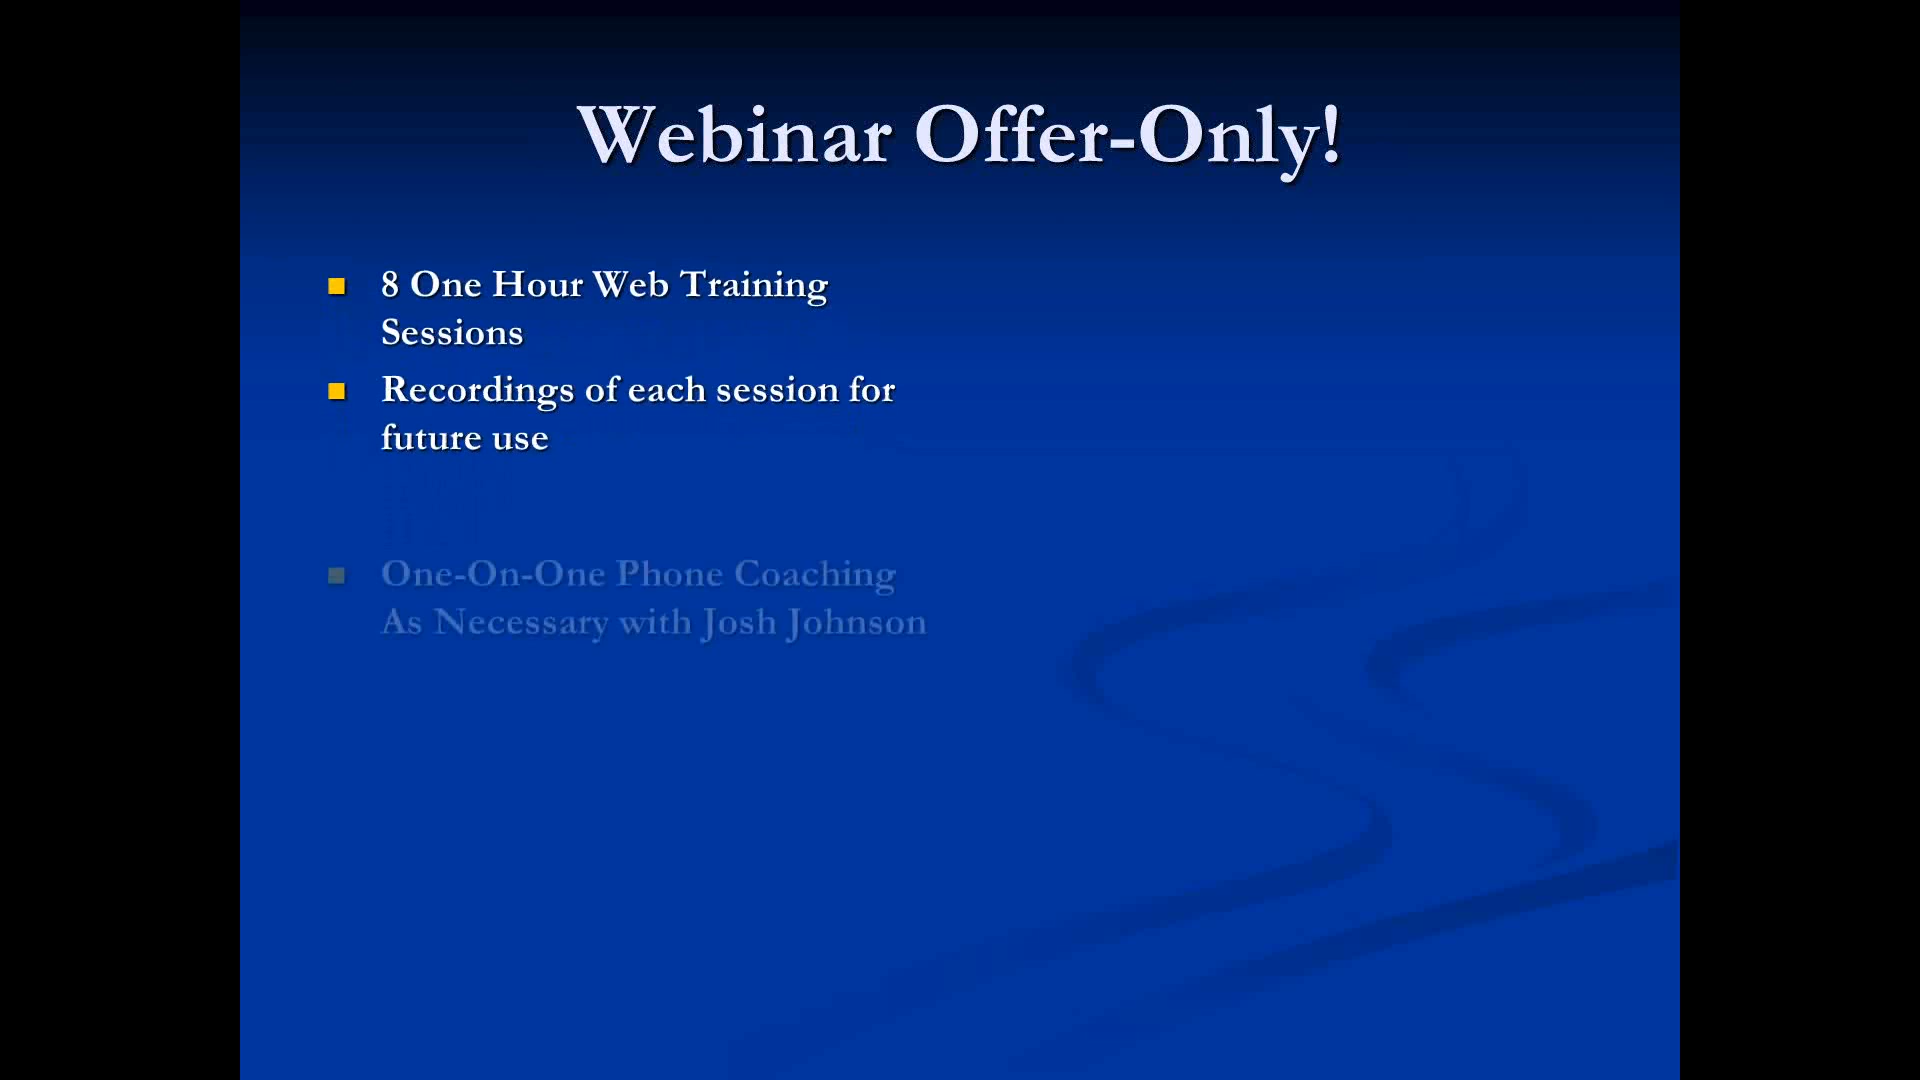 Webinar Offer-Only!
8 One Hour Web Training
Sessions
Recordings of each session for
future use
One-On-One Phone Coaching
As Necessary with Josh Johnson